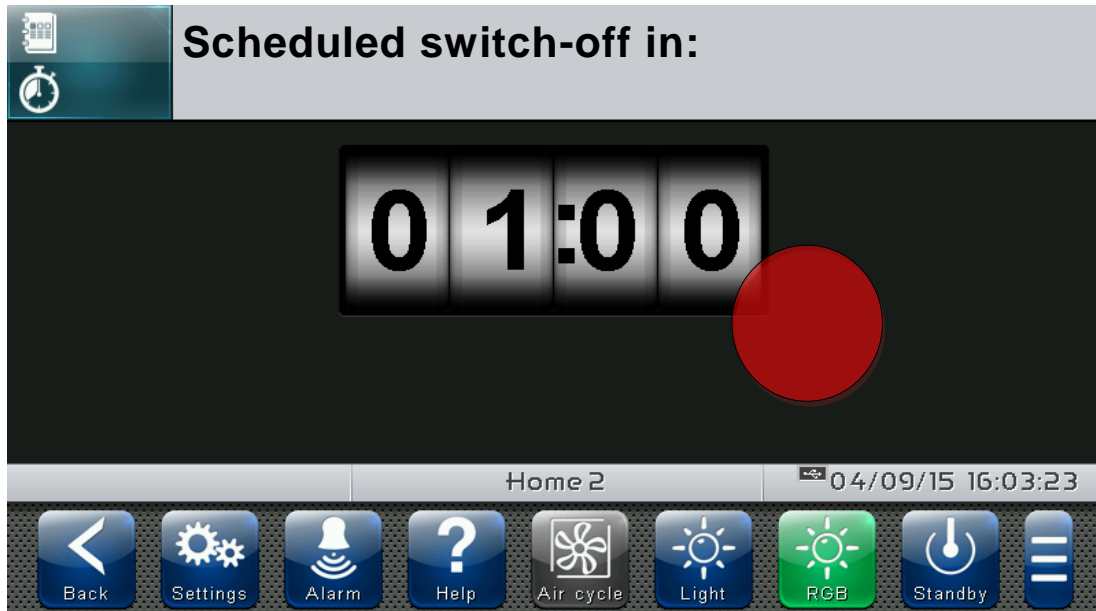 Scheduled switch-off in:
01:00
Home 2
04/09/15 16:03:23
Back Settings Alarm ? Help Air cycle Light RGB Standby